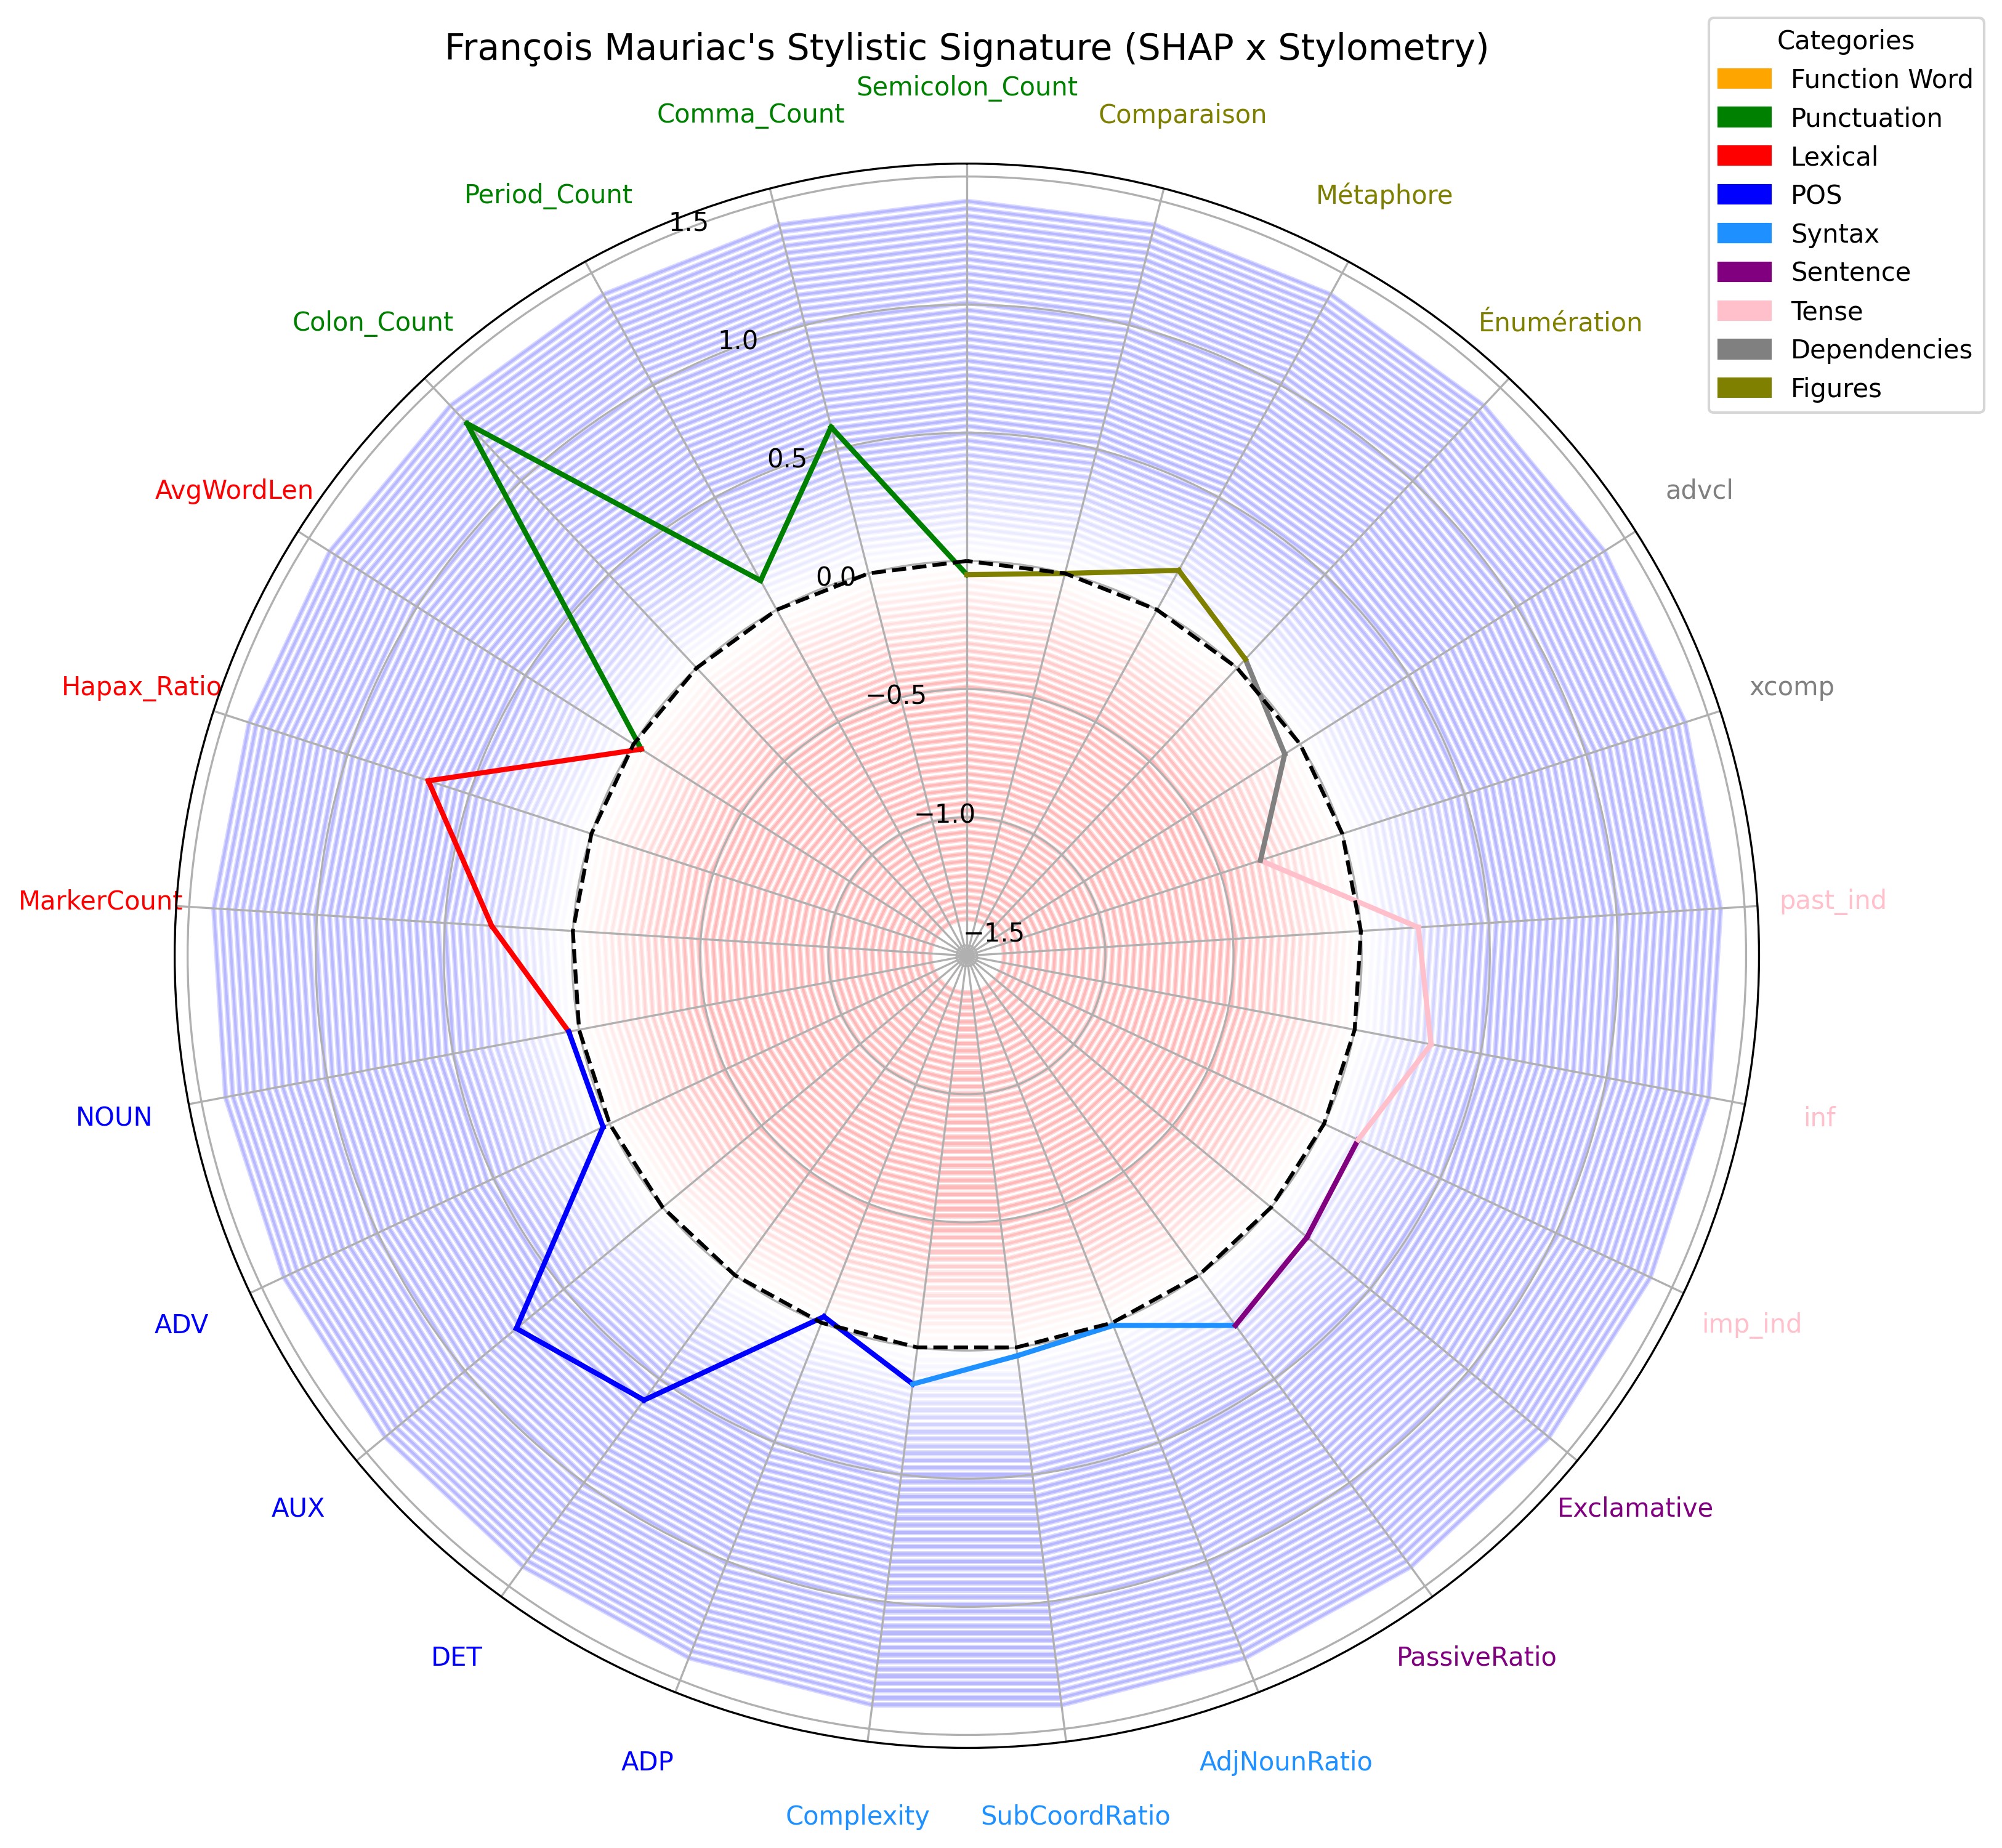 François Mauriac's Stylistic Signature (SHAP x Stylometry)
Categories
Function Word
Punctuation
Lexical
POS
Syntax
Sentence
Tense
Dependencies
Figures
Semicolon_Count
Comma_Count
Period_Count
Colon_Count
AvgWordLen
Hapax_Ratio
MarkerCount
NOUN
ADV
AUX
DET
ADP
Complexity
SubCoordRatio
AdjNounRatio
PassiveRatio
Exclamative
imp_ind
inf
past_ind
xcomp
advcl
Énumération
Métaphore
Comparaison
1.5
1.0
0.5
0.0
−0.5
−1.0
−1.5